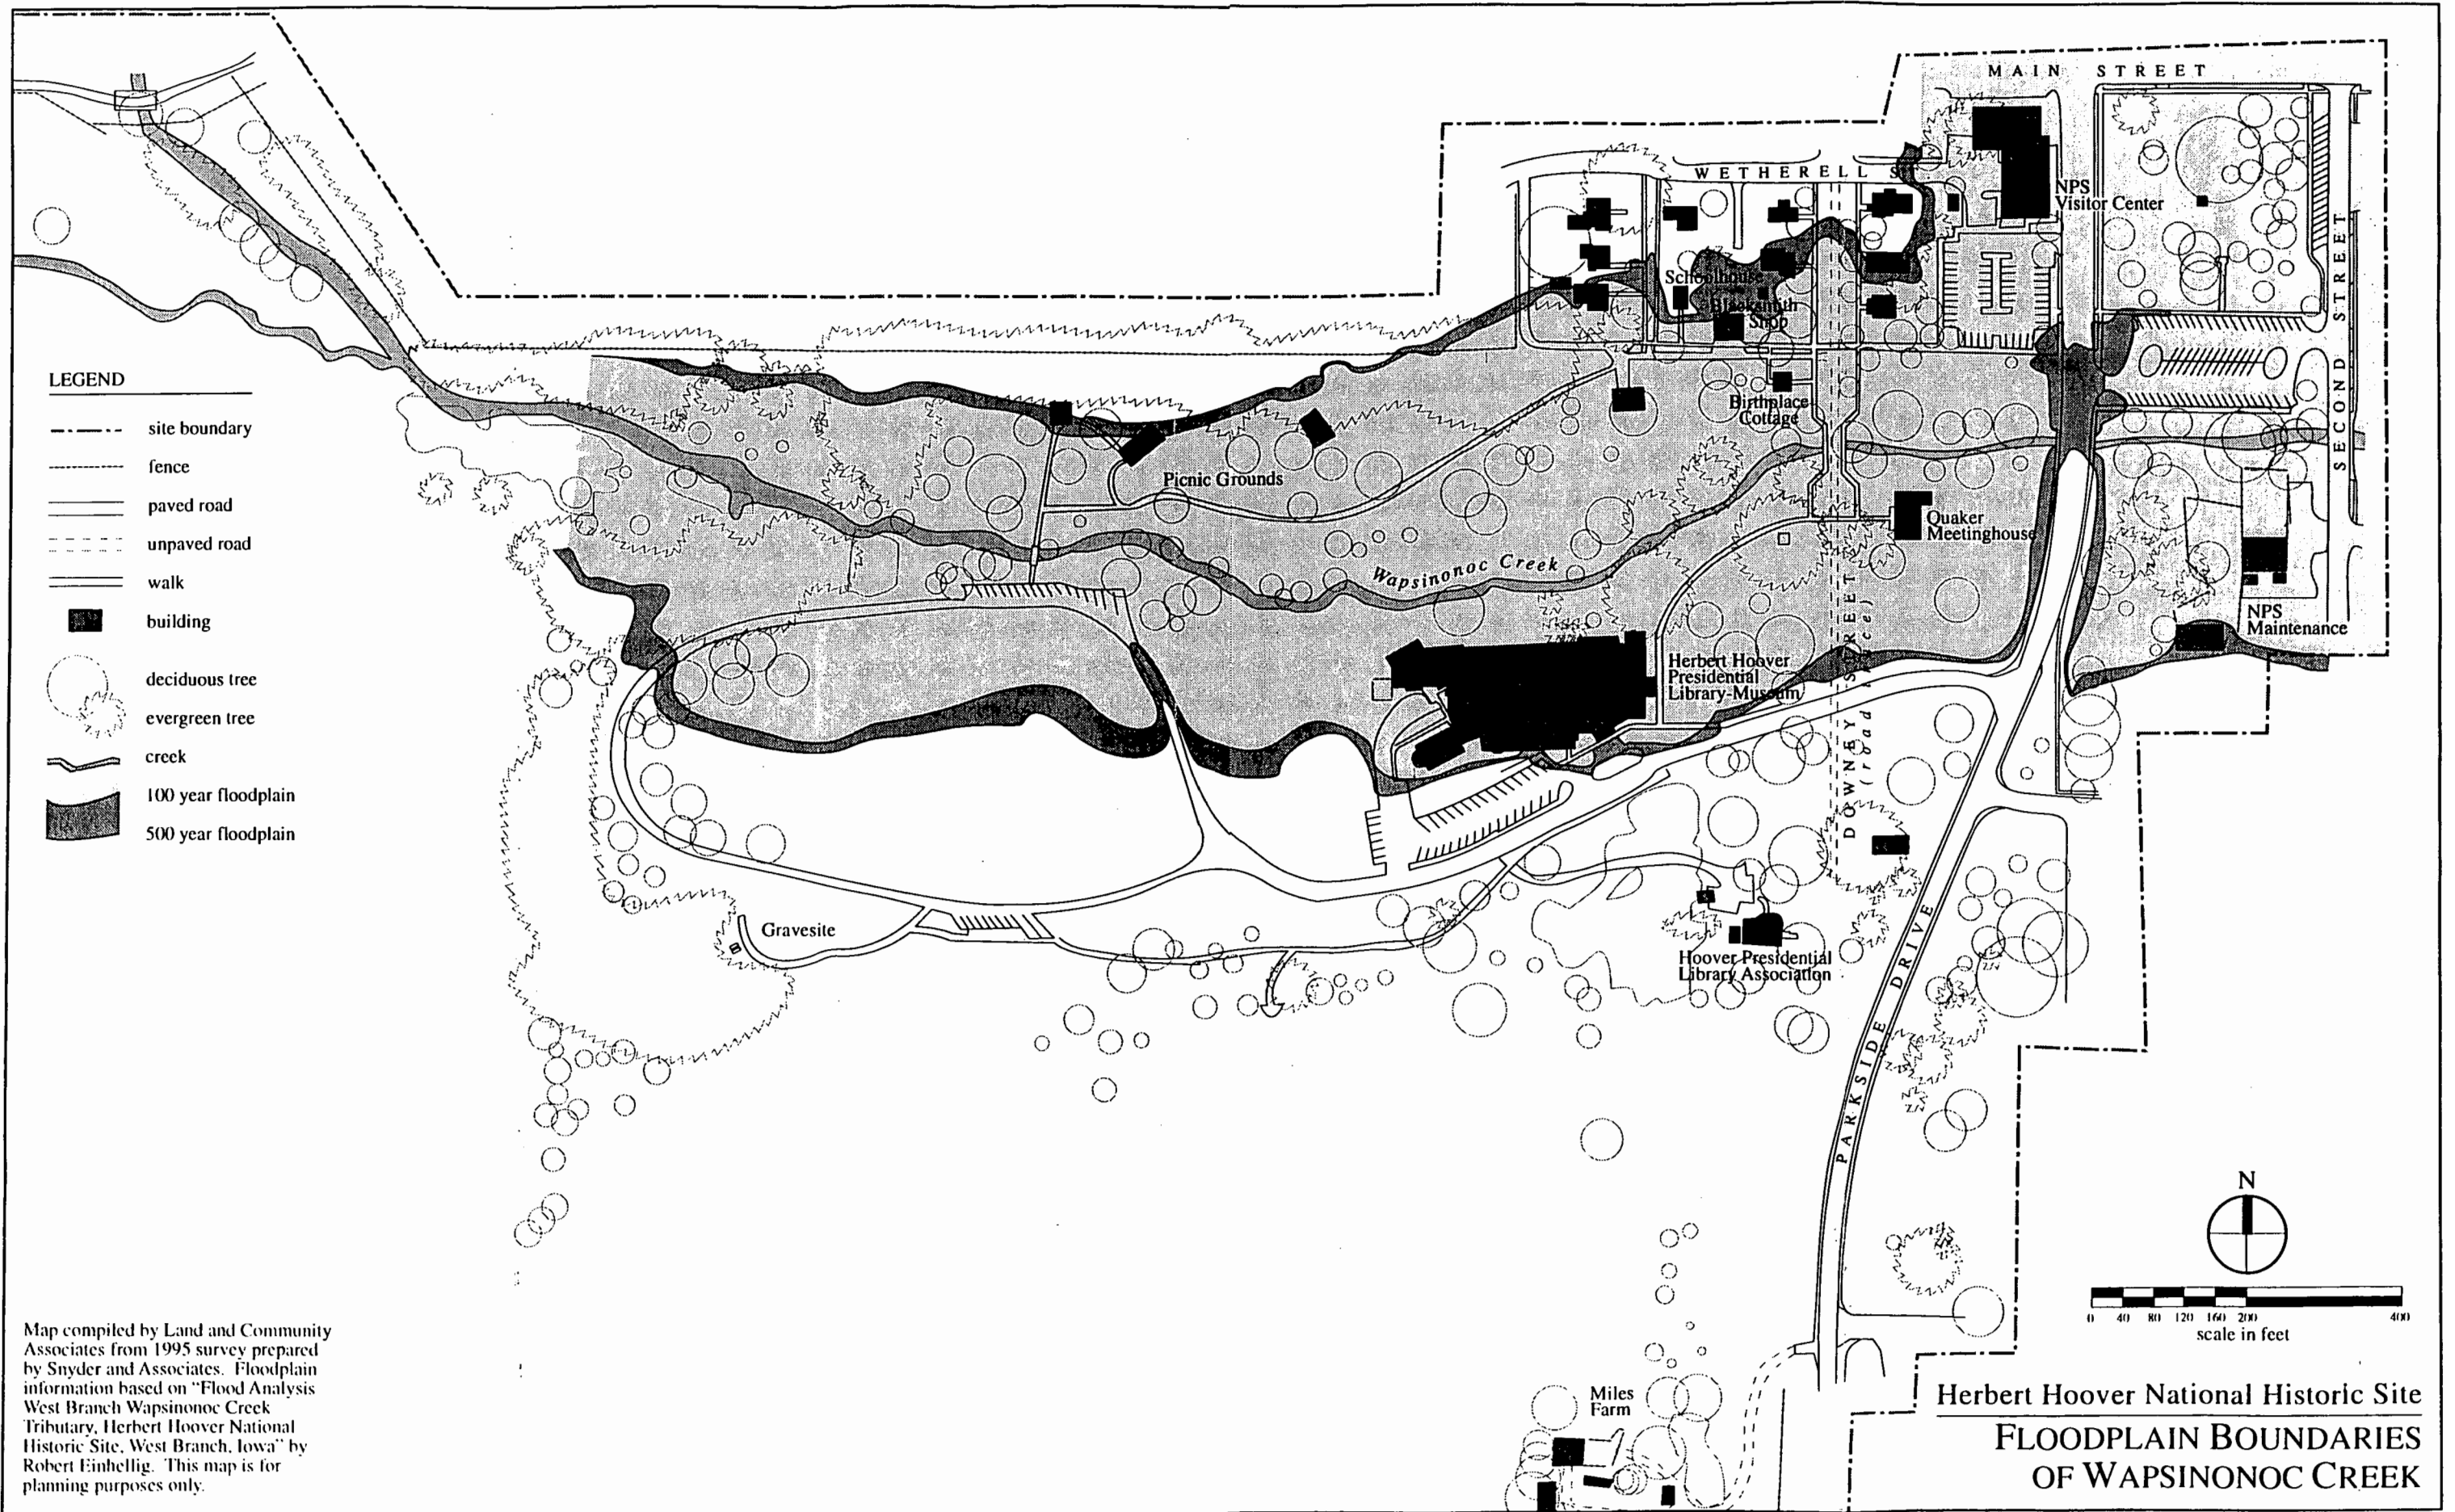 MAIN STREET
WETHERELL S
NPS
Visitor Center
SECOND STREET
Schoolhouse
Blacksmith
Shop
Birthplace
Cottage
LEGEND
site boundary
fence
paved road
unpaved road
walk
building
deciduous tree
evergreen tree
creek
100 year floodplain
500 year floodplain
Picnic Grounds
Wapsinonoc Creek
Quaker
Meetinghouse
NPS
Maintenance
Herbert Hoover
Presidential
Library-Museum
DOWNEY STREET
Gravesite
Hoover Presidential
Library Association
PARKSIDE DRIVE
N
0 40 80 120 160 200 400
scale in feet
Miles
Farm
Map compiled by Land and Community
Associates from 1995 survey prepared
by Snyder and Associates. Floodplain
information based on "Flood Analysis
West Branch Wapsinonoc Creek
Tributary, Herbert Hoover National
Historic Site, West Branch, Iowa" by
Robert Einhellig. This map is for
planning purposes only.
Herbert Hoover National Historic Site
FLOODPLAIN BOUNDARIES
OF WAPSINONOC CREEK